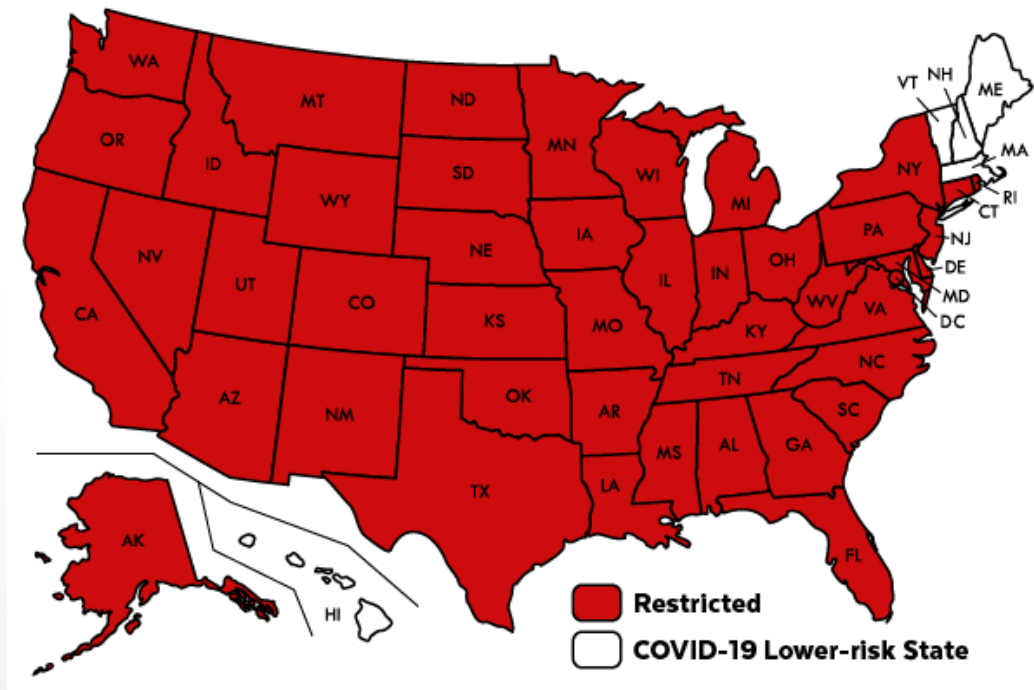 WA
MT
ND
MN
VT
NH
ME
OR
ID
SD
WI
MI
NY
MA
RI
CT
WY
NV
UT
NE
IA
IL
IN
OH
PA
NJ
DE
MD
DC
CA
CO
KS
MO
KY
WV
VA
AZ
NM
OK
AR
TN
NC
SC
MS
AL
GA
TX
LA
FL
AK
HI
Restricted
COVID-19 Lower-risk State